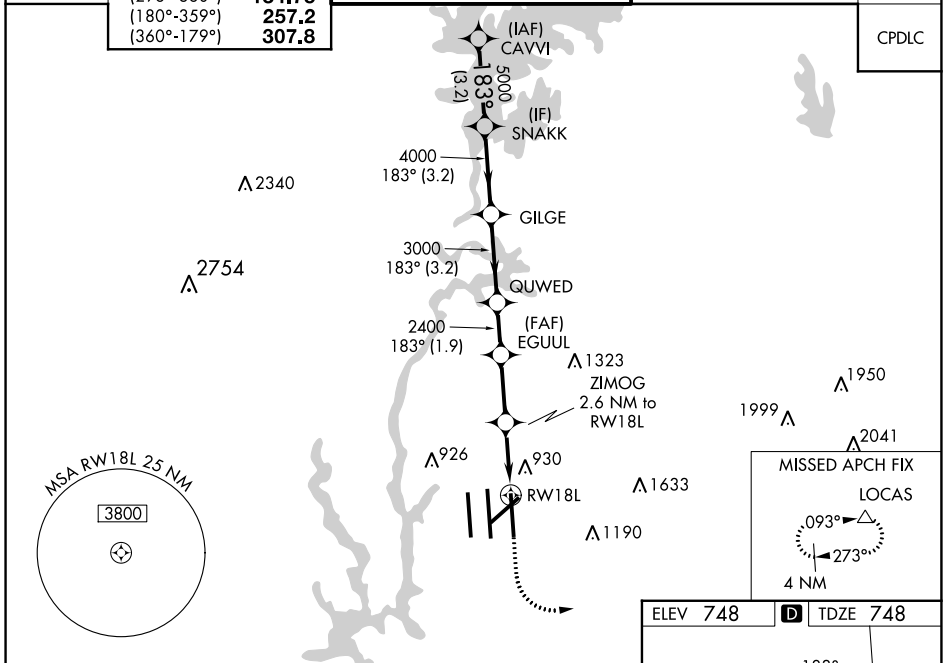 (180°-359°) 257.2
(360°-179°) 307.8
CPDLC
(IAF)
CAVVI
5000
183°
(3.2)
(IF)
SNAKK
4000
183° (3.2)
2340
GILGE
3000
183° (3.2)
2754
QUWED
2400
183° (1.9)
(FAF)
EGUUL
1323
ZIMOG
2.6 NM to
RW18L
1950
1999
2041
926
930
MSA RW18L 25 NM
3800
RW18L
1633
1190
MISSED APCH FIX
LOCAS
093°
273°
4 NM
ELEV 748 D TDZE 748